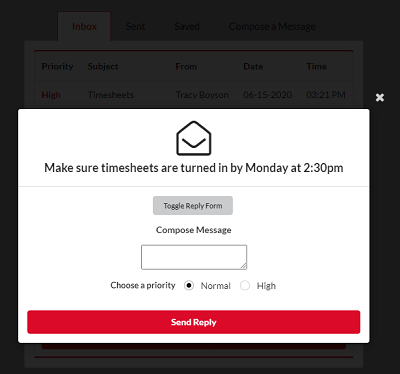 Inbox Sent Saved Compose a Message
Priority Subject From Date Time
High Timesheets Tracy Boyson 06-15-2020 03:21 PM
Make sure timesheets are turned in by Monday at 2:30pm
Toggle Reply Form
Compose Message
Choose a priority Normal High
Send Reply